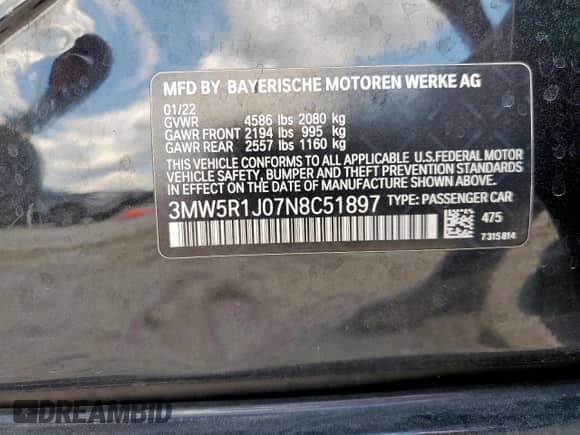 MFD BY BAYERISCHE MOTOREN WERKE AG
01/22
GVWR 4586 lbs 2080 kg
GAWR FRONT 2194 lbs 995 kg
GAWR REAR 2557 lbs 1160 kg
THIS VEHICLE CONFORMS TO ALL APPLICABLE U.S.FEDERAL MOTOR
VEHICLE SAFETY, BUMPER AND THEFT PREVENTION STANDARDS
IN EFFECT ON THE DATE OF MANUFACTURE SHOWN ABOVE.
3MW5R1J07N8C51897 TYPE: PASSENGER CAR
475
7315814
DREAMBID